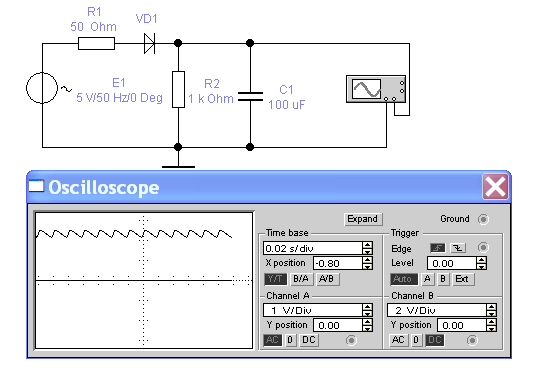 R1
50 Ohm
VD1
E1
5 V/50 Hz/0 Deg
R2
1 k Ohm
C1
100 uF
Oscilloscope
Expand
Ground
Time base
0.02 s/div
X position -0.80
Y/T B/A A/B
Trigger
Edge
Level 0.00
Auto A B Ext
Channel A
1 V/Div
Y position 0.00
AC 0 DC
Channel B
2 V/Div
Y position 0.00
AC 0 DC